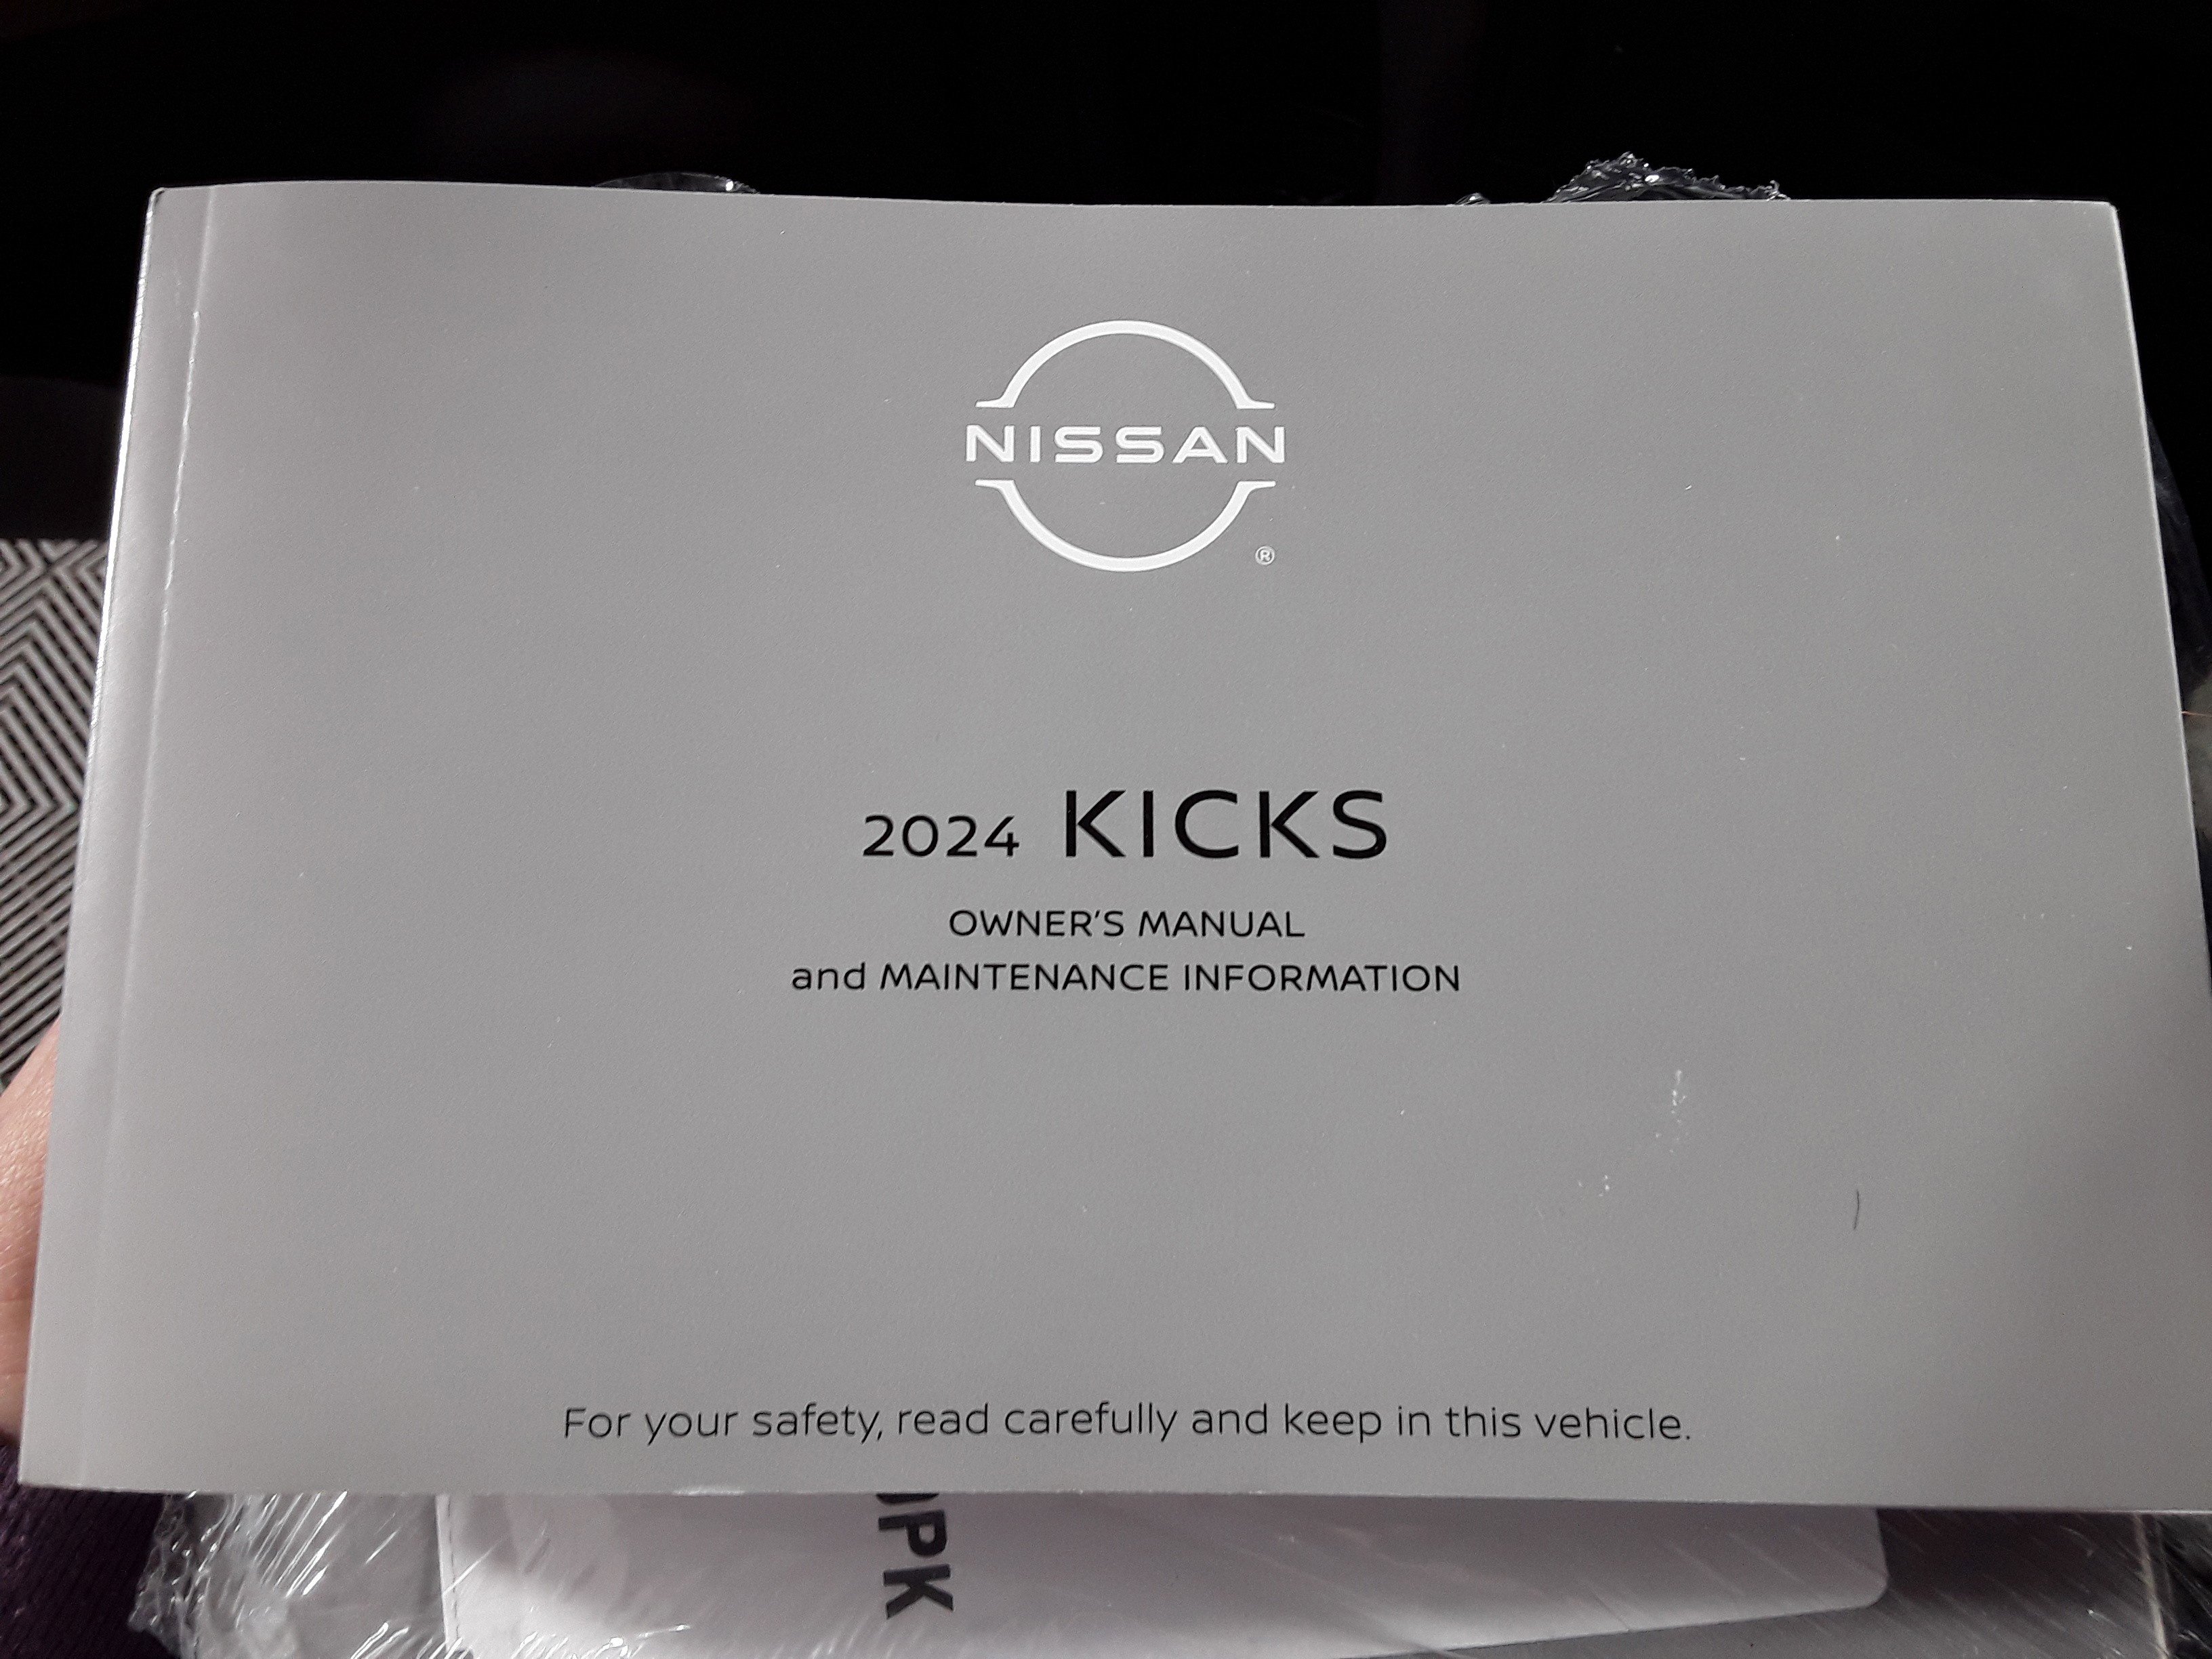 NISSAN
®
2024 KICKS
OWNER'S MANUAL
and MAINTENANCE INFORMATION
For your safety, read carefully and keep in this vehicle.